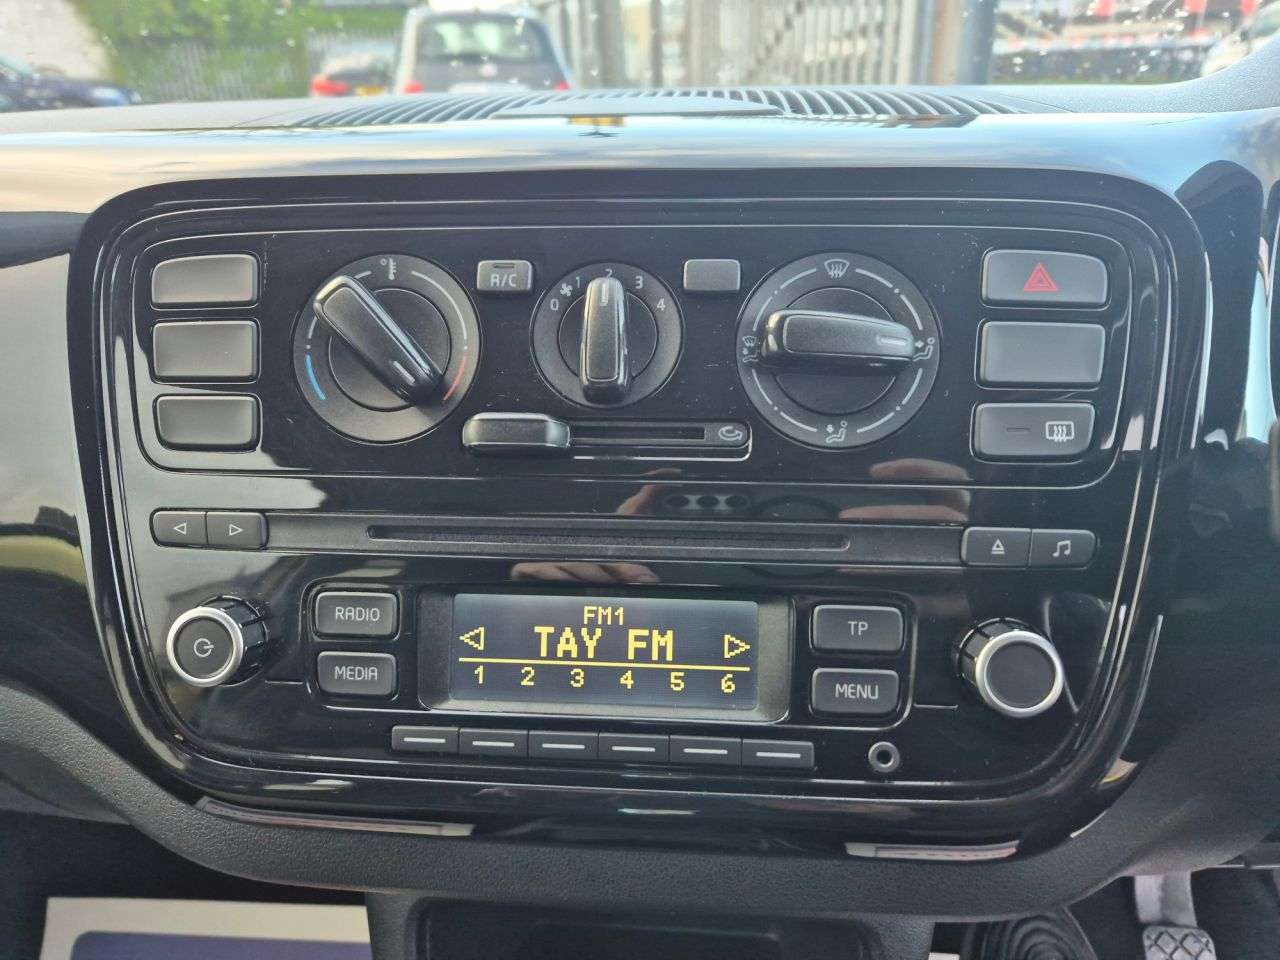 A/C
0 1 2 3 4
RADIO
MEDIA
FM1
TAY FM
1 2 3 4 5 6
TP
MENU